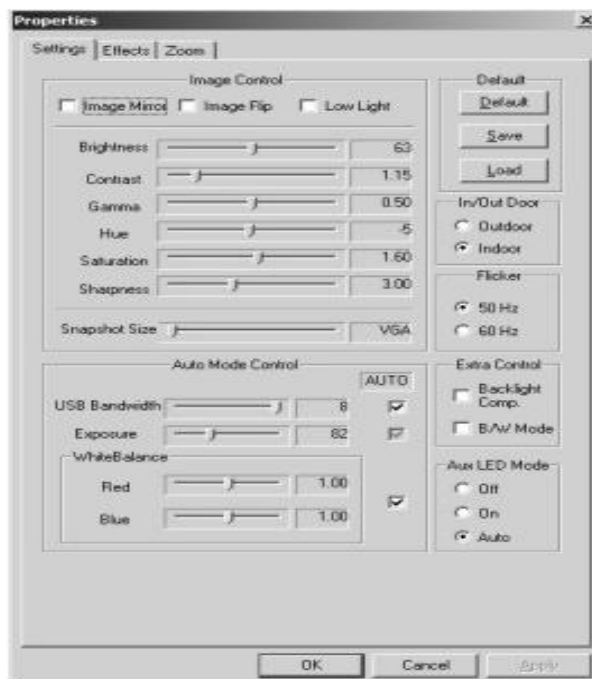 Properties
Settings Effects Zoom
Image Control
Image Mirror Image Flip Low Light
Brightness 63
Contrast 1.15
Gamma 0.50
Hue -5
Saturation 1.60
Sharpness 3.00
Snapshot Size VGA
Auto Mode Control
AUTO
USB Bandwidth 8
Exposure 82
WhiteBalance
Red 1.00
Blue 1.00
Default
Default
Save
Load
In/Out Door
Outdoor
Indoor
Flicker
50 Hz
60 Hz
Extra Control
Backlight
Comp.
B/W Mode
Aux LED Mode
Off
On
Auto
OK Cancel Apply